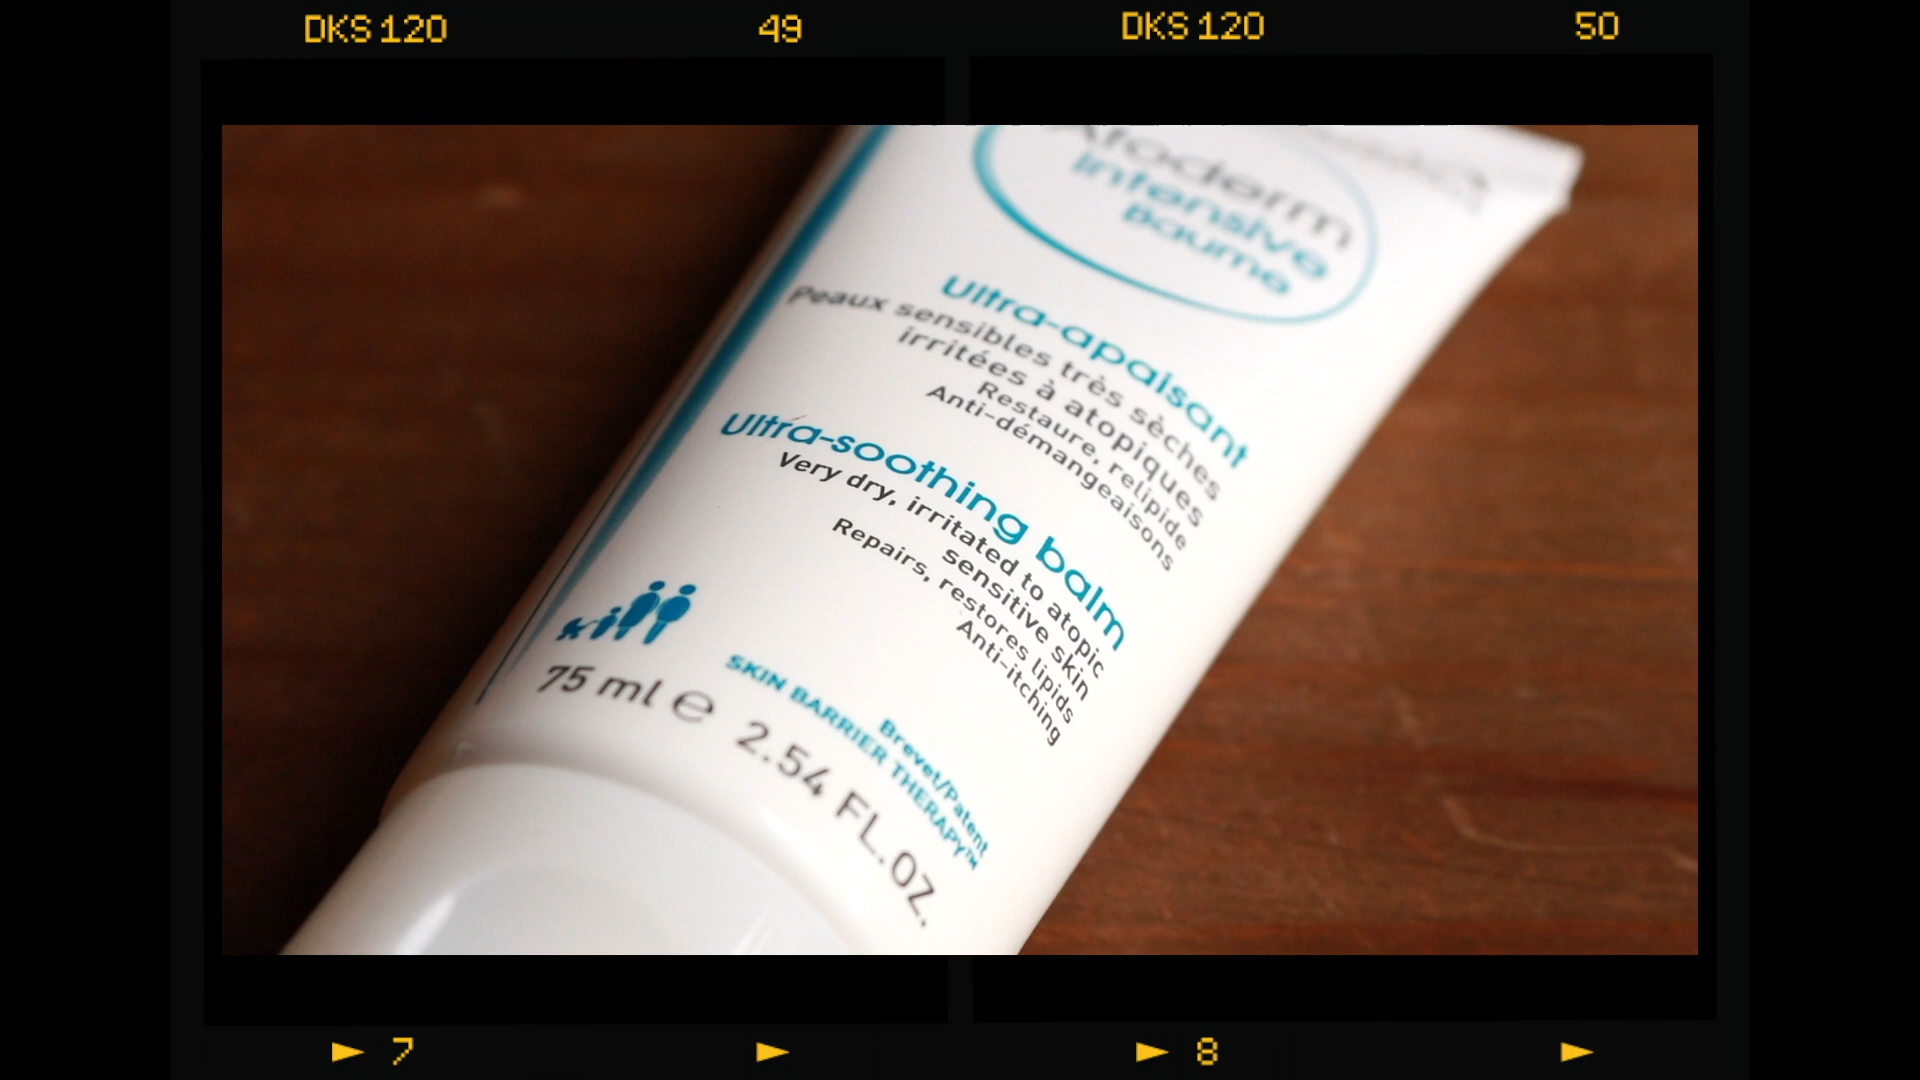 DKS 120 49 DKS 120 50
Atoderm
Intensive
Baume
Ultra-apaisant
Peaux sensibles très sèches
irritées à atopiques
Restaure, relipide
Anti-démangeaisons
Ultra-soothing balm
Very dry, irritated to atopic
sensitive skin
Repairs, restores lipids
Anti-itching
Brevet/Patent
SKIN BARRIER THERAPY™
75 ml ℮ 2.54 FL.OZ.
7 8